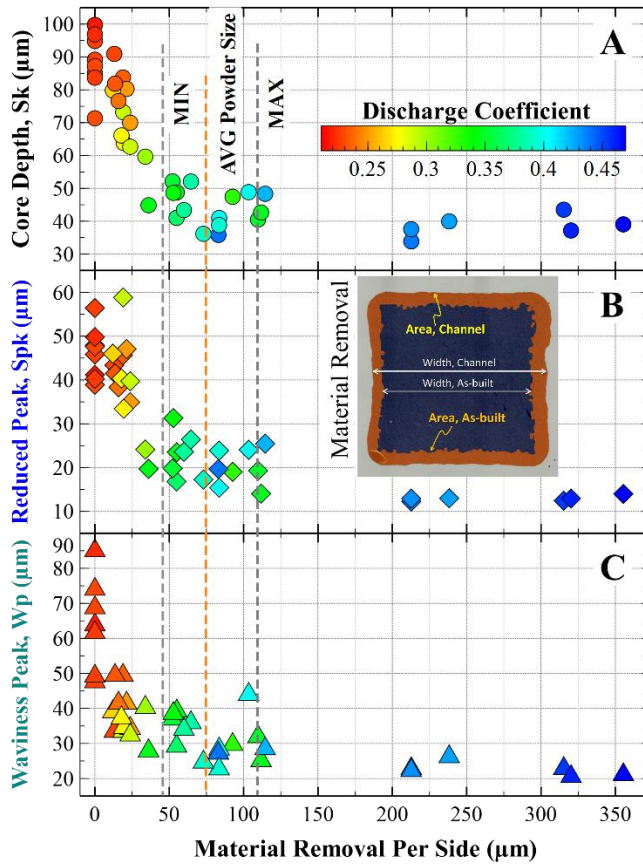 Core Depth, Sk (µm)
100
90
80
70
60
50
40
30
MIN
AVG Powder Size
MAX
A
Discharge Coefficient
0.25
0.3
0.35
0.4
0.45
Reduced Peak, Spk (µm)
60
50
40
30
20
10
B
Material Removal
Area, Channel
Width, Channel
Width, As-built
Area, As-built
Waviness Peak, Wp (µm)
90
80
70
60
50
40
30
20
C
0
50
75
100
150
200
225
250
300
350
Material Removal Per Side (µm)